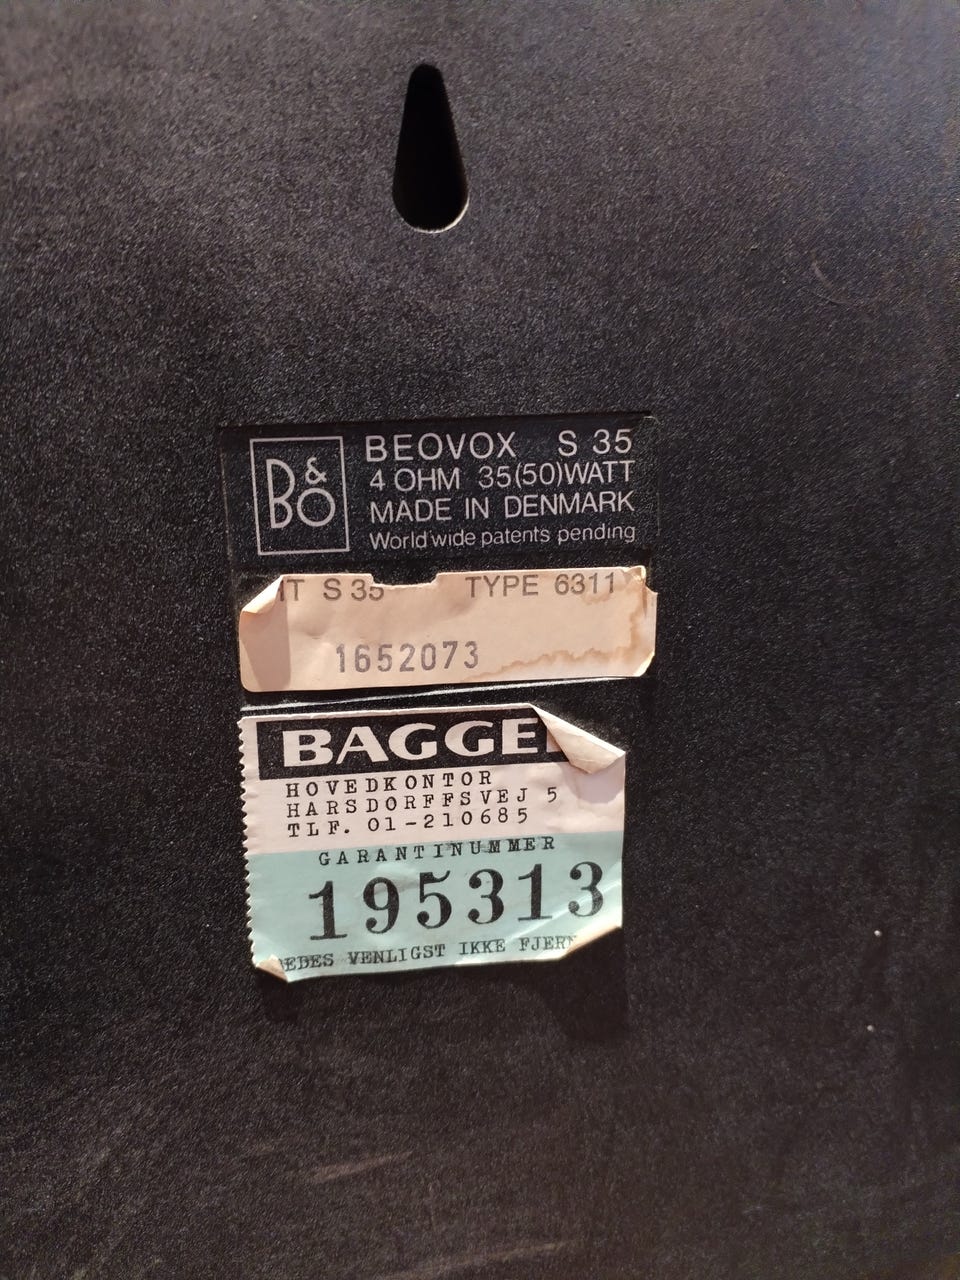 B&O
BEOVOX S 35
4 OHM 35(50)WATT
MADE IN DENMARK
World wide patents pending
S 35 TYPE 6311
1652073
BAGGE
HOVEDKONTOR
HARSDORFFSVEJ 5
TLF. 01-210685
GARANTINUMMER
195313
VENLIGST IKKE